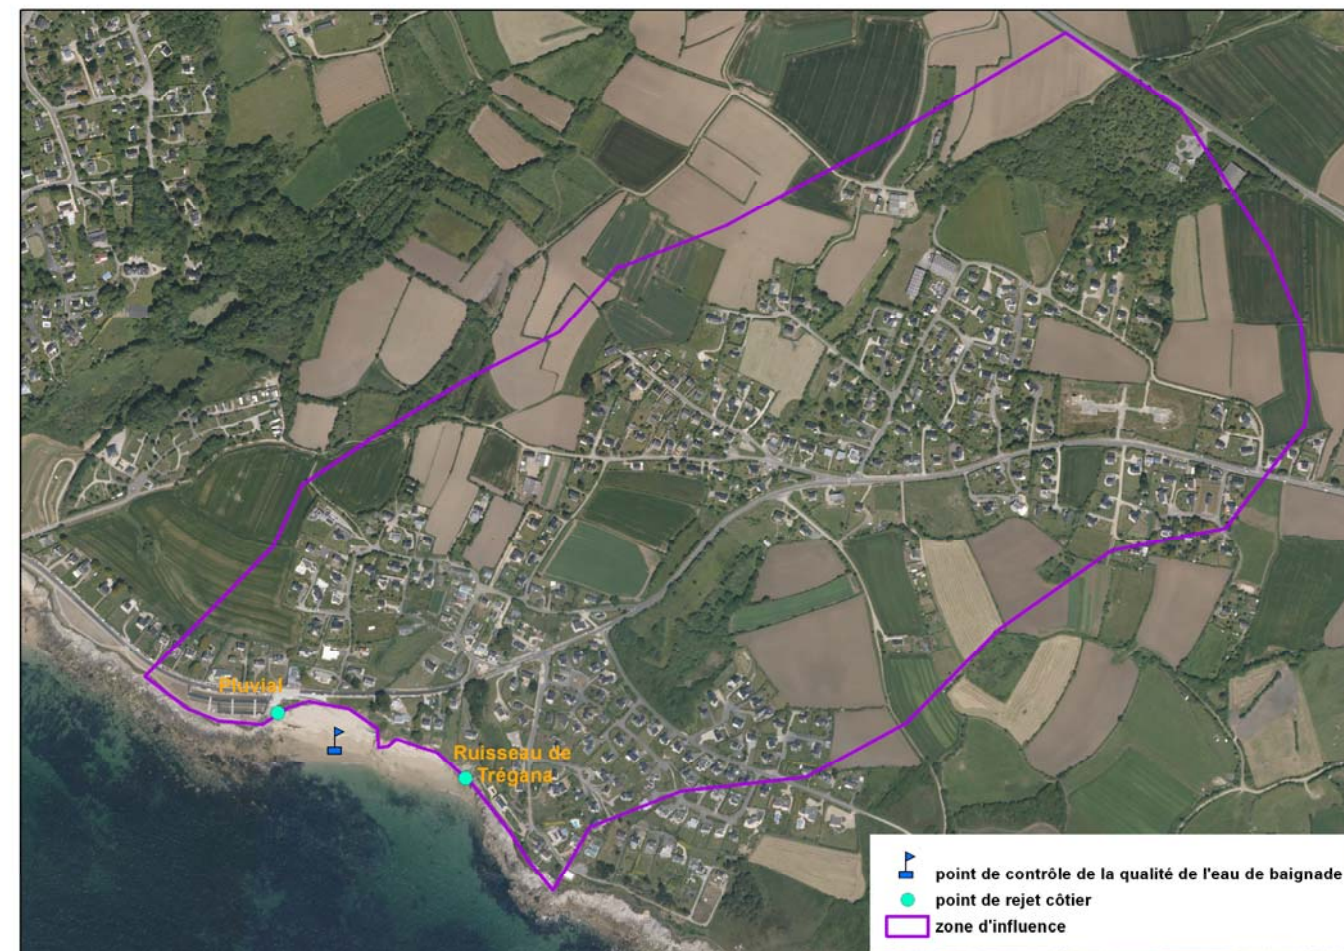 Pluvial
Ruisseau de
Trégana
point de contrôle de la qualité de l'eau de baignade
point de rejet côtier
zone d'influence